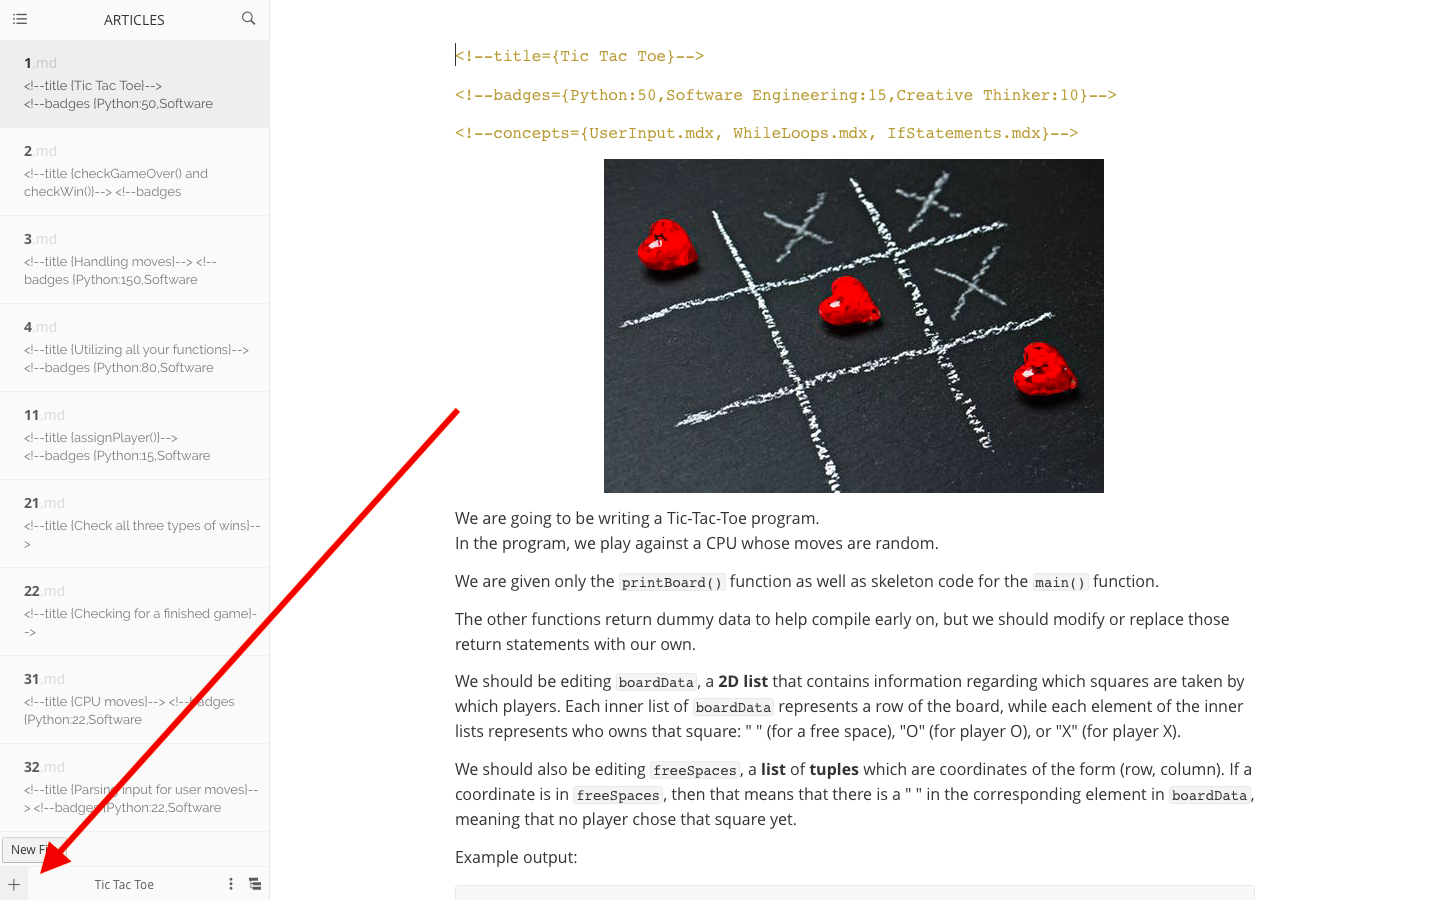 ARTICLES
1.md
<!--title {Tic Tac Toe}-->
<!--badges {Python:50,Software
2.md
<!--title {checkGameOver() and
checkWin()}--> <!--badges
3.md
<!--title {Handling moves}--> <!--
badges {Python:150,Software
4.md
<!--title {Utilizing all your functions}-->
<!--badges {Python:80,Software
11.md
<!--title {assignPlayer()}-->
<!--badges {Python:15,Software
21.md
<!--title {Check all three types of wins}--
>
22.md
<!--title {Checking for a finished game}-
->
31.md
<!--title {CPU moves}--> <!--badges
{Python:22,Software
32.md
<!--title {Parsing input for user moves}--
> <!--badges {Python:22,Software
New
Tic Tac Toe
<!--title={Tic Tac Toe}-->
<!--badges={Python:50,Software Engineering:15,Creative Thinker:10}-->
<!--concepts={UserInput.mdx, WhileLoops.mdx, IfStatements.mdx}-->
We are going to be writing a Tic-Tac-Toe program.
In the program, we play against a CPU whose moves are random.
We are given only the printBoard() function as well as skeleton code for the main() function.
The other functions return dummy data to help compile early on, but we should modify or replace those
return statements with our own.
We should be editing boardData, a 2D list that contains information regarding which squares are taken by
which players. Each inner list of boardData represents a row of the board, while each element of the inner
lists represents who owns that square: " " (for a free space), "O" (for player O), or "X" (for player X).
We should also be editing freeSpaces, a list of tuples which are coordinates of the form (row, column). If a
coordinate is in freeSpaces, then that means that there is a " " in the corresponding element in boardData,
meaning that no player chose that square yet.
Example output: